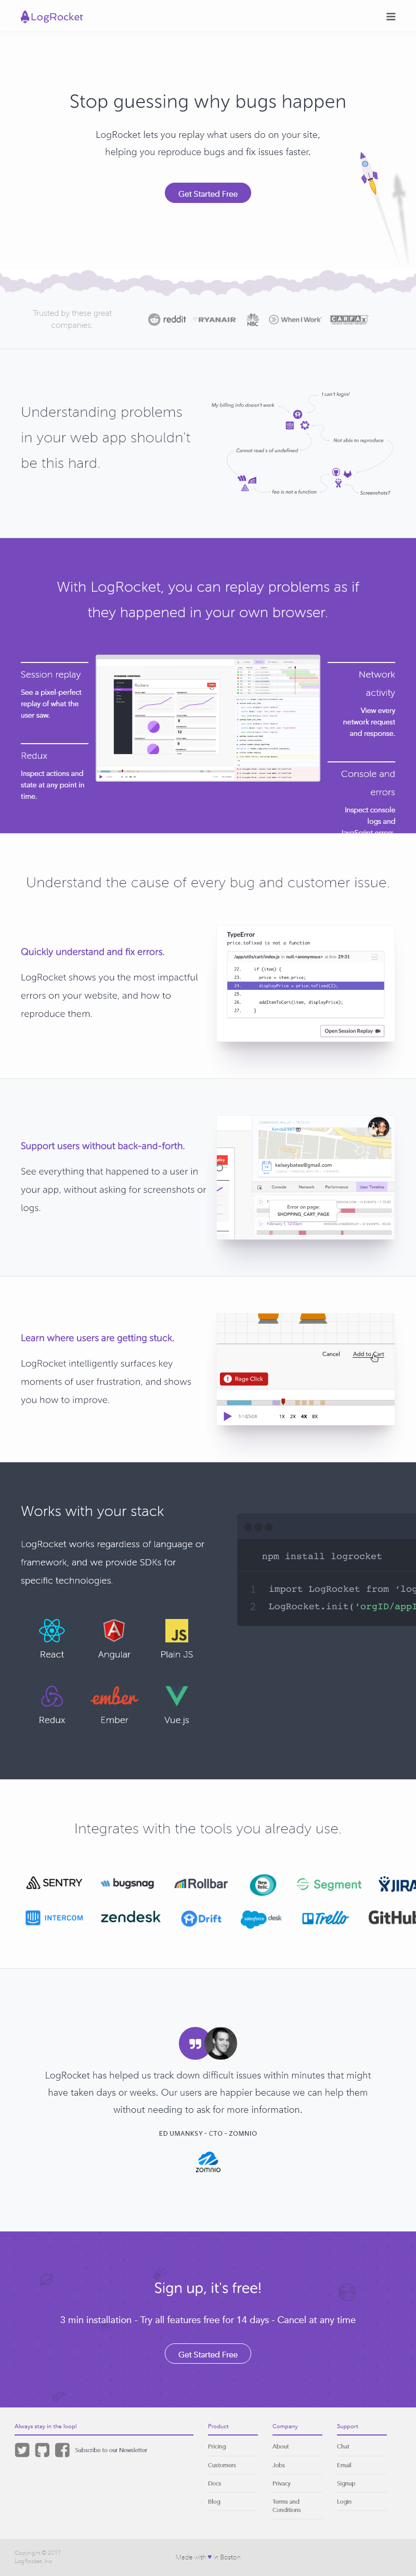 LogRocket
Stop guessing why bugs happen
LogRocket lets you replay what users do on your site,
helping you reproduce bugs and fix issues faster.
Get Started Free
Trusted by these great
companies:
reddit
RYANAIR
NBC
When I Work
CARFAX
Understanding problems
in your web app shouldn't
be this hard.
I can't login!
My billing info doesn't work
Not able to reproduce
Cannot read x of undefined
foo is not a function
Screenshots?
With LogRocket, you can replay problems as if
they happened in your own browser.
Session replay
See a pixel-perfect
replay of what the
user saw.
Redux
Inspect actions and
state at any point in
time.
Network
activity
View every
network request
and response.
Console and
errors
Inspect console
logs and
JavaScript errors.
Understand the cause of every bug and customer issue.
Quickly understand and fix errors.
LogRocket shows you the most impactful
errors on your website, and how to
reproduce them.
TypeError
price.toFixed is not a function
/app/utils/cart/index.js in null.<anonymous> at line 29:31
22. if (item) {
23. price = item.price;
24. displayPrice = price.toFixed(2);
25.
26. addItemToCart(item, displayPrice);
27. }
Open Session Replay
Support users without back-and-forth.
See everything that happened to a user in
your app, without asking for screenshots or
logs.
kelseybates@gmail.com
Console
Network
Performance
User Timeline
Error on page:
SHOPPING_CART_PAGE
February 1, 12:00pm
Learn where users are getting stuck.
LogRocket intelligently surfaces key
moments of user frustration, and shows
you how to improve.
Cancel
Add to Cart
Rage Click
1X 2X 4X 8X
Works with your stack
LogRocket works regardless of language or
framework, and we provide SDKs for
specific technologies.
npm install logrocket
1 import LogRocket from ‘log
2 LogRocket.init(‘orgID/appI
React
Angular
JS
Plain JS
Redux
ember
Ember
Vue.js
Integrates with the tools you already use.
SENTRY
bugsnag
Rollbar
New Relic
Segment
JIRA
INTERCOM
zendesk
Drift
salesforce desk
Trello
GitHub
LogRocket has helped us track down difficult issues within minutes that might
have taken days or weeks. Our users are happier because we can help them
without needing to ask for more information.
ED UMANSKY - CTO - ZOMNIO
ZOMNIO
Sign up, it's free!
3 min installation - Try all features free for 14 days - Cancel at any time
Get Started Free
Always stay in the loop!
Subscribe to our Newsletter
Product
Pricing
Customers
Docs
Blog
Company
About
Jobs
Privacy
Terms and
Conditions
Support
Chat
Email
Signup
Login
Copyright © 2017
LogRocket, Inc.
Made with ♥ in Boston